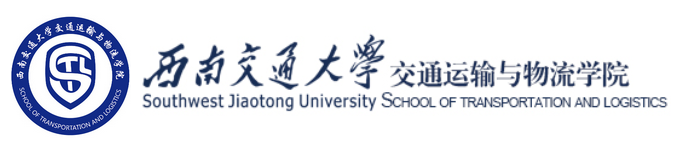 西南交通大学交通运输与物流学院
STL
SCHOOL OF TRANSPORTATION AND LOGISTICS
西南交通大學 交通运输与物流学院
Southwest Jiaotong University SCHOOL OF TRANSPORTATION AND LOGISTICS